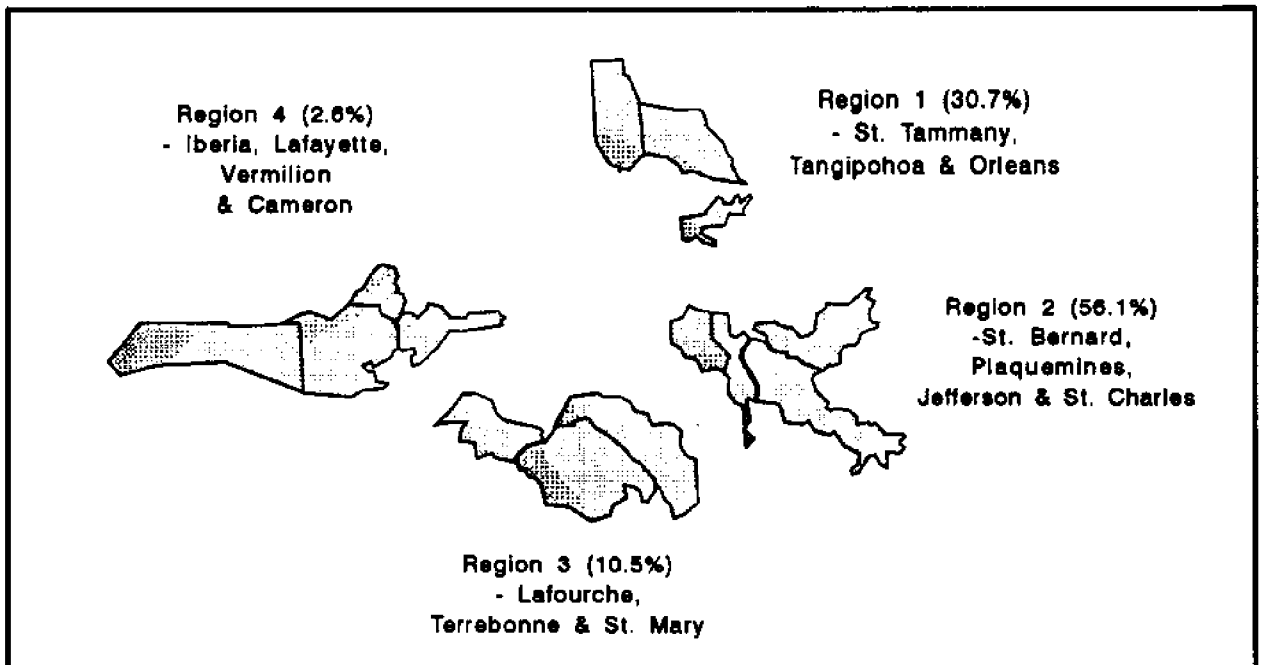 Region 4 (2.6%)
- Iberia, Lafayette,
Vermilion
& Cameron
Region 1 (30.7%)
- St. Tammany,
Tangipohoa & Orleans
Region 2 (56.1%)
-St. Bernard,
Plaquemines,
Jefferson & St. Charles
Region 3 (10.5%)
- Lafourche,
Terrebonne & St. Mary